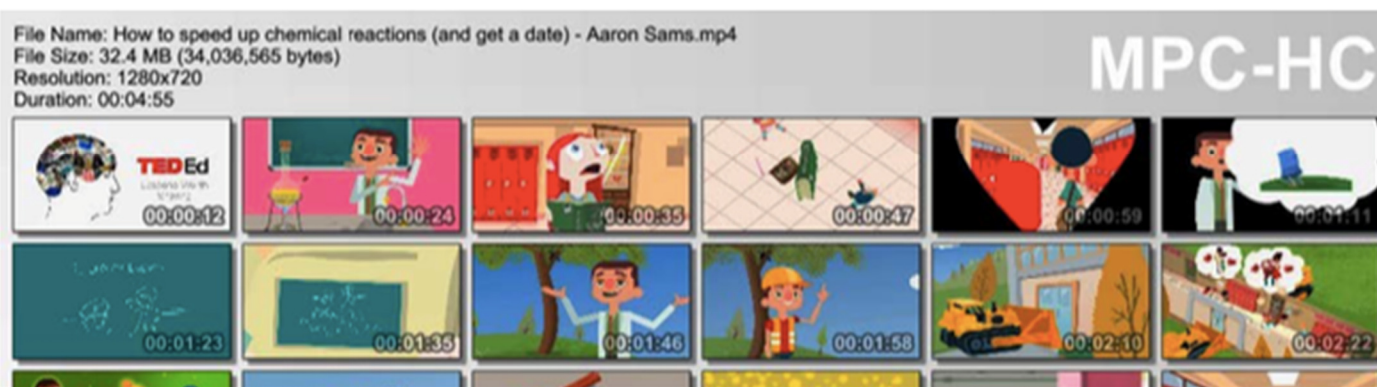 File Name: How to speed up chemical reactions (and get a date) - Aaron Sams.mp4
File Size: 32.4 MB (34,036,565 bytes)
Resolution: 1280x720
Duration: 00:04:55
MPC-HC
TEDEd
00:00:12
00:00:24
00:00:35
00:00:47
00:00:59
00:01:11
00:01:23
00:01:35
00:01:46
00:01:58
00:02:10
00:02:22